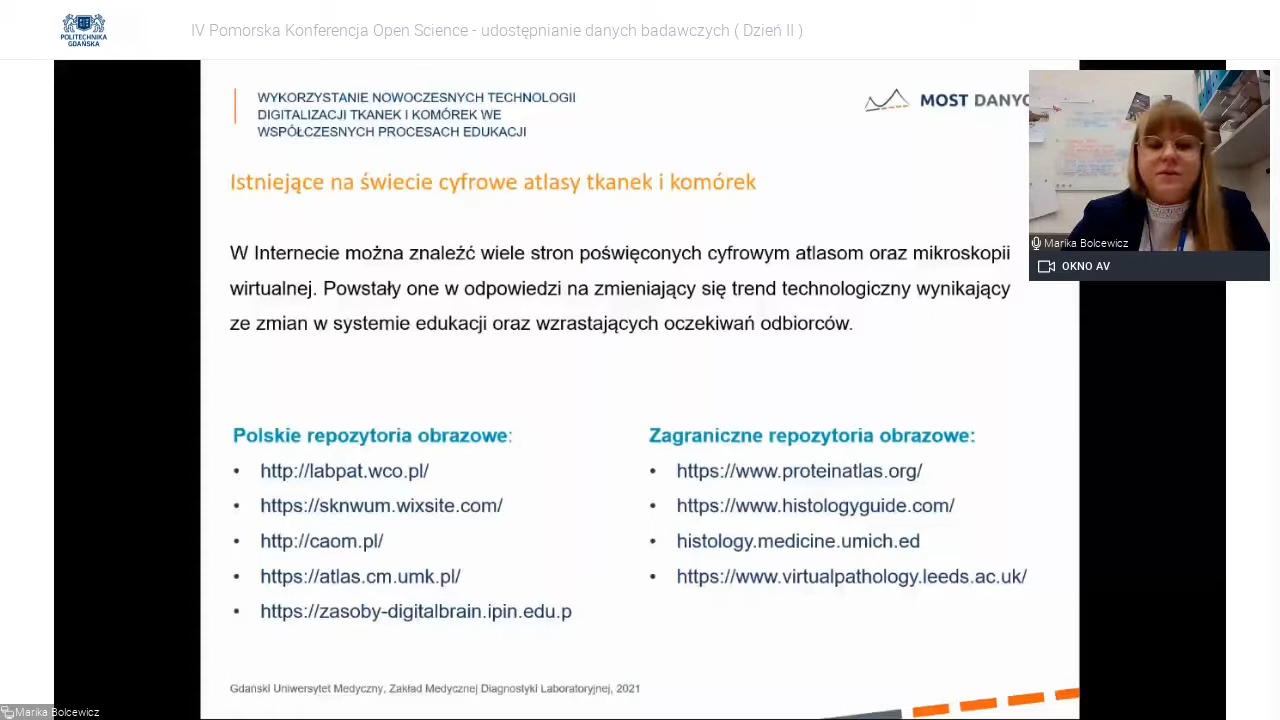 POLITECHNIKA
GDAŃSKA
IV Pomorska Konferencja Open Science - udostępnianie danych badawczych ( Dzień II )
WYKORZYSTANIE NOWOCZESNYCH TECHNOLOGII
DIGITALIZACJI TKANEK I KOMÓREK WE
WSPÓŁCZESNYCH PROCESACH EDUKACJI
MOST DANYC
Istniejące na świecie cyfrowe atlasy tkanek i komórek
Marika Bolcewicz
OKNO AV
W Internecie można znaleźć wiele stron poświęconych cyfrowym atlasom oraz mikroskopii
wirtualnej. Powstały one w odpowiedzi na zmieniający się trend technologiczny wynikający
ze zmian w systemie edukacji oraz wzrastających oczekiwań odbiorców.
Polskie repozytoria obrazowe:
• http://labpat.wco.pl/
• https://sknwum.wixsite.com/
• http://caom.pl/
• https://atlas.cm.umk.pl/
• https://zasoby-digitalbrain.ipin.edu.p
Zagraniczne repozytoria obrazowe:
• https://www.proteinatlas.org/
• https://www.histologyguide.com/
• histology.medicine.umich.ed
• https://www.virtualpathology.leeds.ac.uk/
Gdański Uniwersytet Medyczny, Zakład Medycznej Diagnostyki Laboratoryjnej, 2021
Marika Bolcewicz